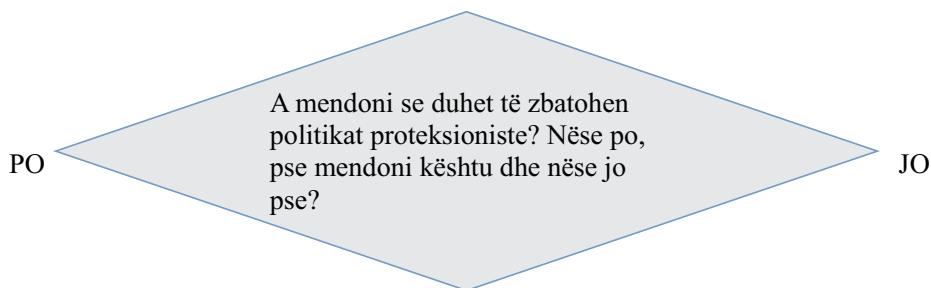 A mendoni se duhet të zbatohen
politikat proteksioniste? Nëse po,
pse mendoni kështu dhe nëse jo
pse?
PO
JO